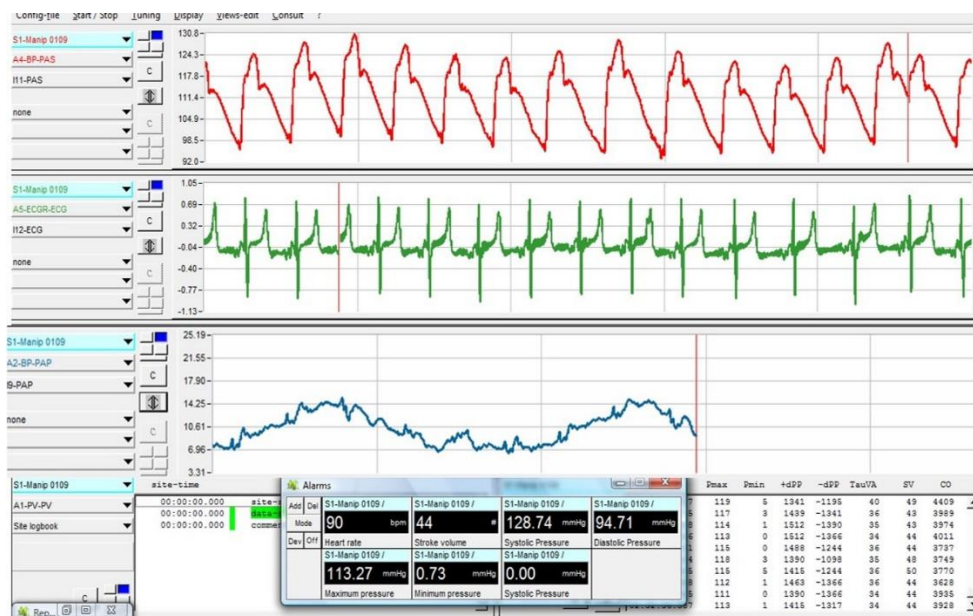 Config-file Start / Stop Tuning Display Views-edit Consult ?
S1-Manip 0109
A4-BP-PAS
I11-PAS
none
C
C
130.8
124.3
117.8
111.4
104.9
98.5
92.0
S1-Manip 0109
A5-ECGR-ECG
I12-ECG
none
C
C
1.05
0.69
0.32
-0.04
-0.40
-0.77
-1.13
S1-Manip 0109
A2-BP-PAP
I9-PAP
none
C
C
25.19
21.55
17.90
14.25
10.61
6.96
3.31
S1-Manip 0109
A1-PV-PV
Site logbook
C
Rep...
site-time
00:00:00.000
00:00:00.000
00:00:00.000
Alarms
Add Del
Mode
Dev Off
S1-Manip 0109 / S1-Manip 0109 / S1-Manip 0109 / S1-Manip 0109 /
90 bpm 44 128.74 mmHg 94.71 mmHg
Heart rate Stroke volume Systolic Pressure Diastolic Pressure
S1-Manip 0109 / S1-Manip 0109 / S1-Manip 0109 /
113.27 mmHg 0.73 mmHg 0.00 mmHg
Maximum pressure Minimum pressure Systolic Pressure
Pmax Pmin +dPP -dPP TauVA SV CO
119 5 1341 -1195 40 49 4409
117 3 1439 -1341 36 43 3989
114 1 1512 -1390 35 43 3974
113 0 1512 -1366 34 44 4011
115 0 1488 -1244 36 44 3737
118 3 1390 -1098 35 48 3749
115 5 1415 -1244 36 50 3770
112 1 1463 -1366 34 44 3628
111 0 1390 -1366 34 44 3935
113 1 1415 -1317 34 44 3928